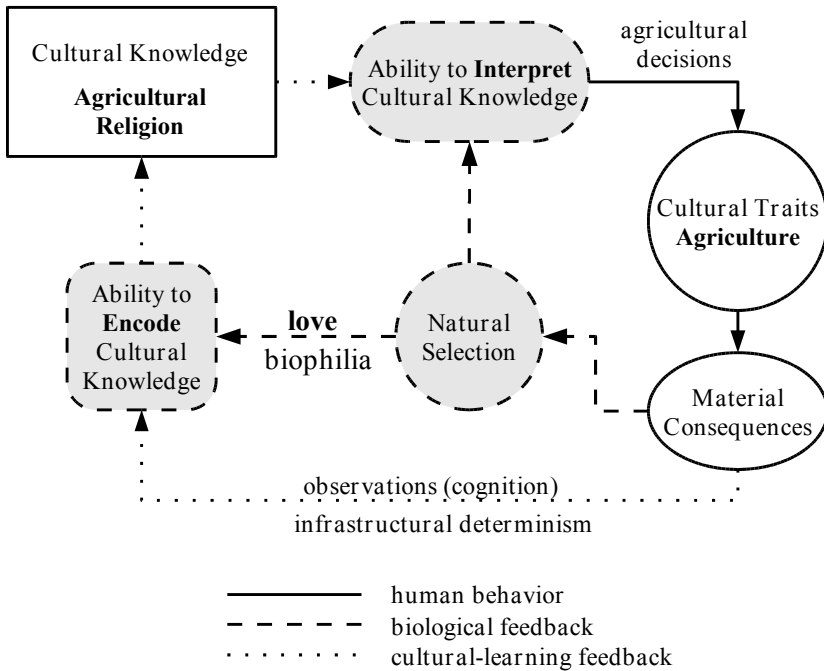 Cultural Knowledge
Agricultural
Religion
Ability to Interpret
Cultural Knowledge
agricultural
decisions
Cultural Traits
Agriculture
Ability to
Encode
Cultural
Knowledge
love
biophilia
Natural
Selection
Material
Consequences
observations (cognition)
infrastructural determinism
human behavior
biological feedback
cultural-learning feedback